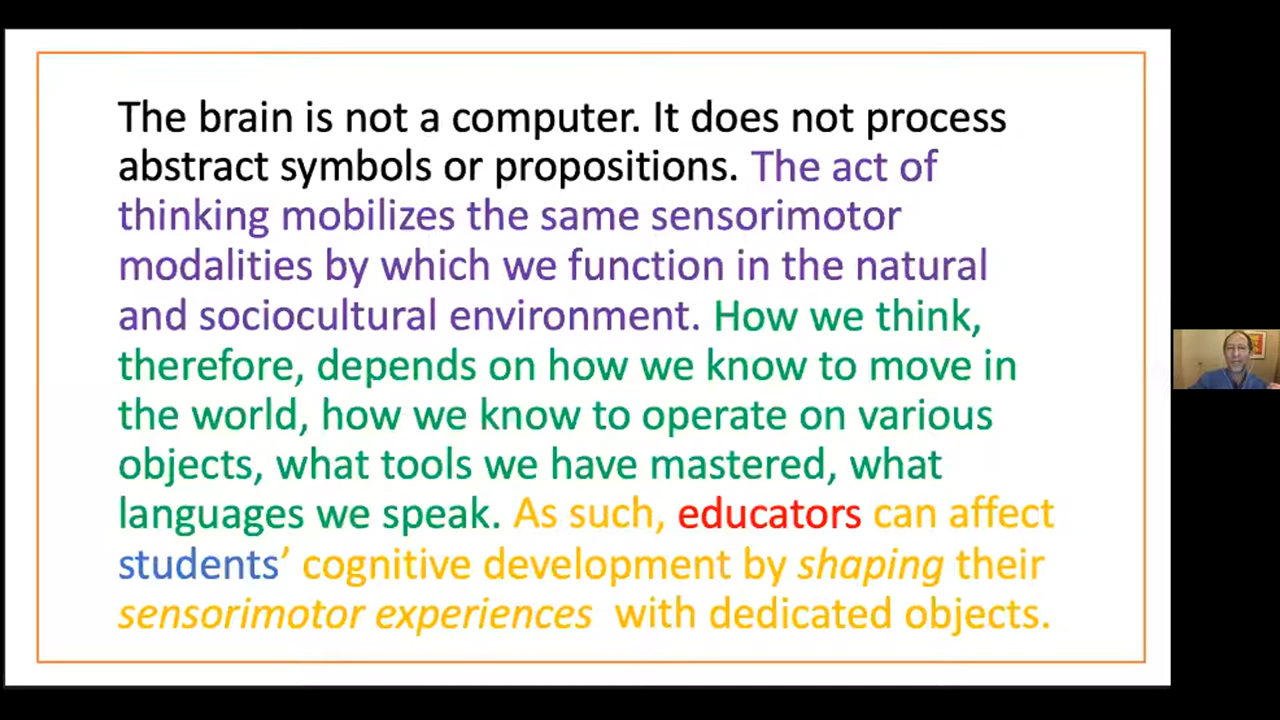 The brain is not a computer. It does not process
abstract symbols or propositions. The act of
thinking mobilizes the same sensorimotor
modalities by which we function in the natural
and sociocultural environment. How we think,
therefore, depends on how we know to move in
the world, how we know to operate on various
objects, what tools we have mastered, what
languages we speak. As such, educators can affect
students’ cognitive development by shaping their
sensorimotor experiences with dedicated objects.